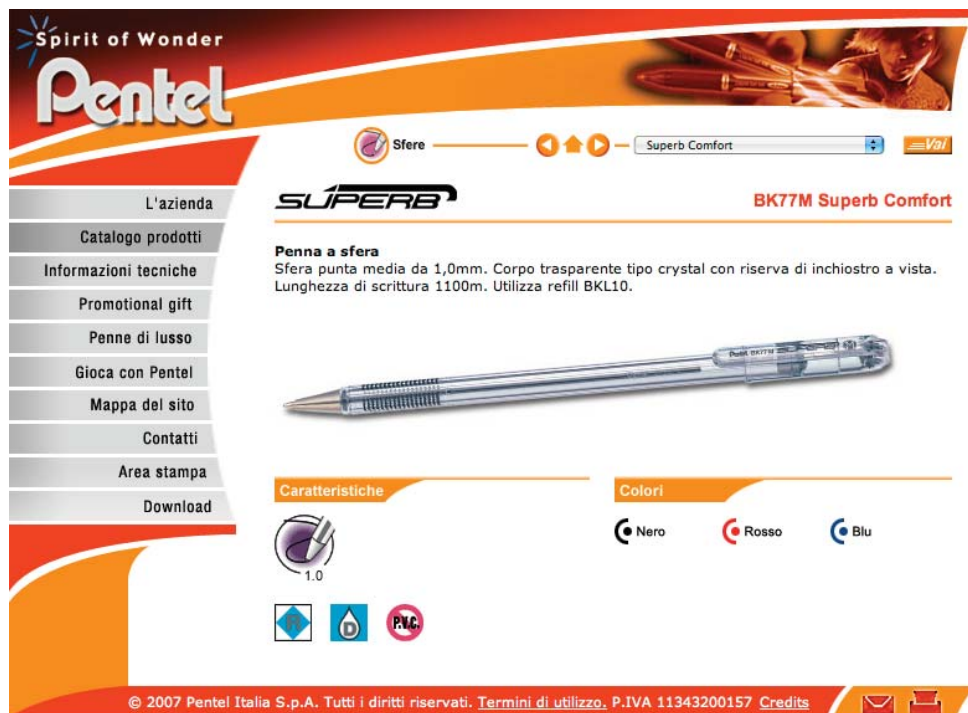 Spirit of Wonder
Pentel
Sfere
Superb Comfort
Vai
L'azienda
Catalogo prodotti
Informazioni tecniche
Promotional gift
Penne di lusso
Gioca con Pentel
Mappa del sito
Contatti
Area stampa
Download
SUPERB
BK77M Superb Comfort
Penna a sfera
Sfera punta media da 1,0mm. Corpo trasparente tipo crystal con riserva di inchiostro a vista.
Lunghezza di scrittura 1100m. Utilizza refill BKL10.
Pentel BK77M
Caratteristiche
Colori
Nero Rosso Blu
1.0
R D P.V.C.
© 2007 Pentel Italia S.p.A. Tutti i diritti riservati. Termini di utilizzo. P.IVA 11343200157 Credits